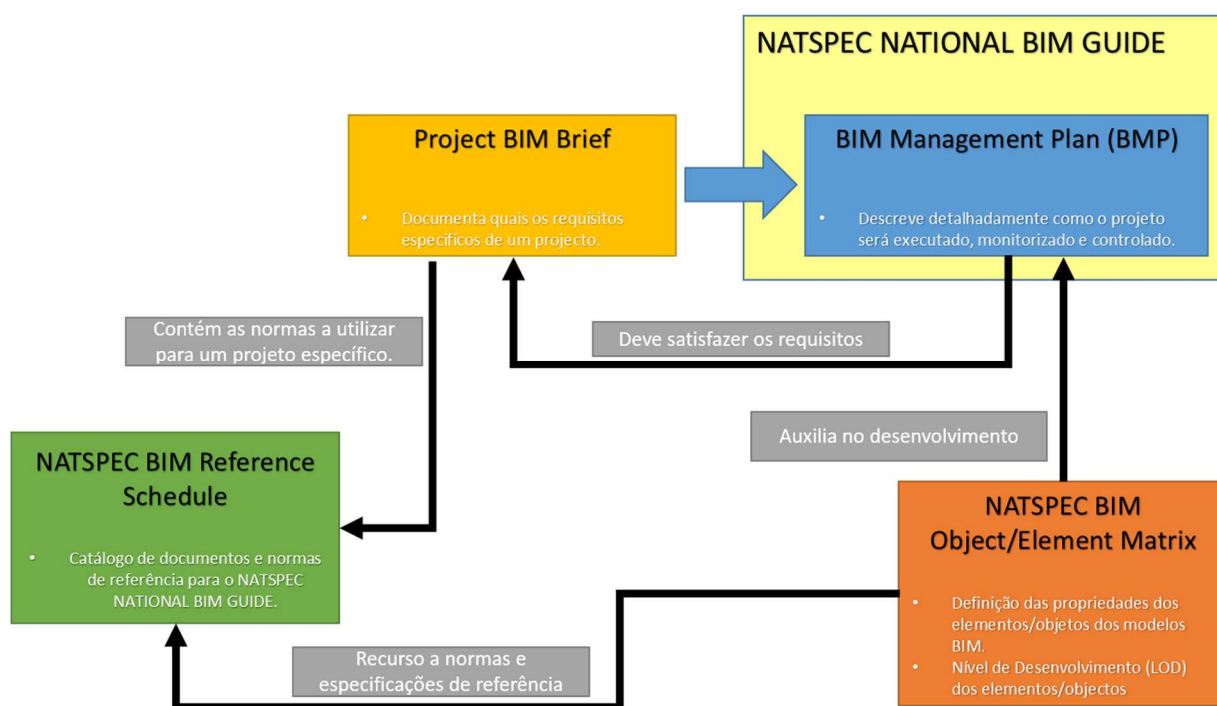 NATSPEC NATIONAL BIM GUIDE
Project BIM Brief
• Documenta quais os requisitos
específicos de um projecto.
BIM Management Plan (BMP)
• Descreve detalhadamente como o projeto
será executado, monitorizado e controlado.
Contém as normas a utilizar
para um projeto específico.
Deve satisfazer os requisitos
Auxilia no desenvolvimento
NATSPEC BIM Reference
Schedule
• Catálogo de documentos e normas
de referência para o NATSPEC
NATIONAL BIM GUIDE.
NATSPEC BIM
Object/Element Matrix
• Definição das propriedades dos
elementos/objetos dos modelos
BIM.
• Nível de Desenvolvimento (LOD)
dos elementos/objectos
Recurso a normas e
especificações de referência